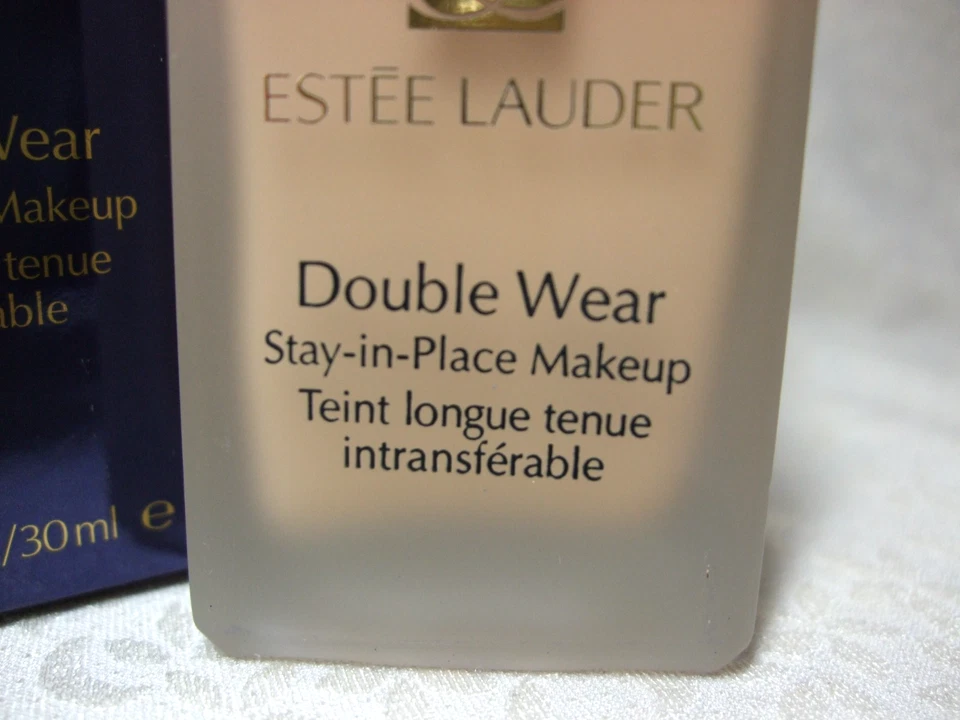 Wear
Makeup
tenue
able
/30ml e
ESTĒE LAUDER
Double Wear
Stay-in-Place Makeup
Teint longue tenue
intransférable